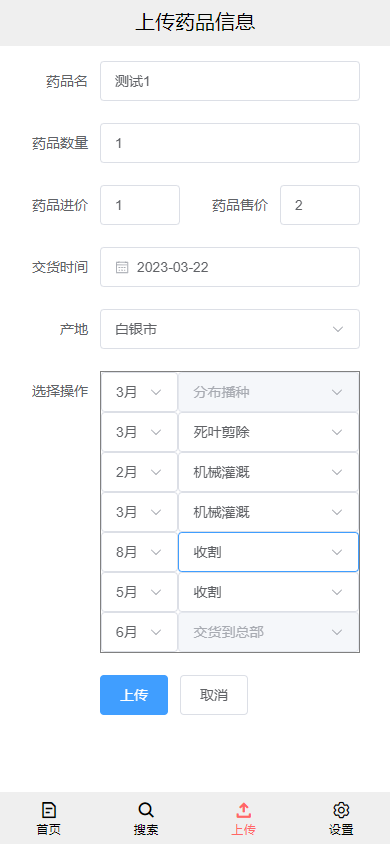 上传药品信息
药品名 测试1
药品数量 1
药品进价 1 药品售价 2
交货时间 2023-03-22
产地 白银市
选择操作 3月 分布播种
3月 死叶剪除
2月 机械灌溉
3月 机械灌溉
8月 收割
5月 收割
6月 交货到总部
上传 取消
首页 搜索 上传 设置